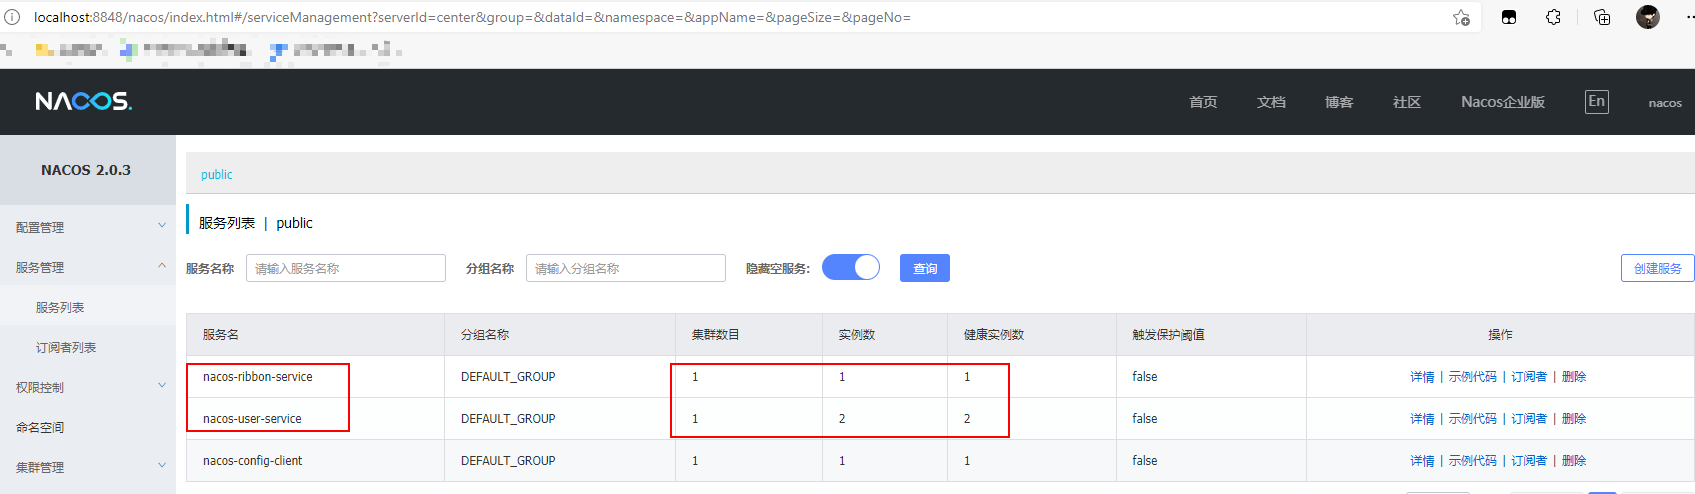 localhost:8848/nacos/index.html#/serviceManagement?serverId=center&group=&dataId=&namespace=&appName=&pageSize=&pageNo=
NACOS. 首页 文档 博客 社区 Nacos企业版 En nacos
NACOS 2.0.3
配置管理
服务管理
服务列表
订阅者列表
权限控制
命名空间
集群管理
public
服务列表 | public
服务名称 请输入服务名称 分组名称 请输入分组名称 隐藏空服务: 查询 创建服务
服务名 分组名称 集群数目 实例数 健康实例数 触发保护阈值 操作
nacos-ribbon-service DEFAULT_GROUP 1 1 1 false 详情 | 示例代码 | 订阅者 | 删除
nacos-user-service DEFAULT_GROUP 1 2 2 false 详情 | 示例代码 | 订阅者 | 删除
nacos-config-client DEFAULT_GROUP 1 1 1 false 详情 | 示例代码 | 订阅者 | 删除